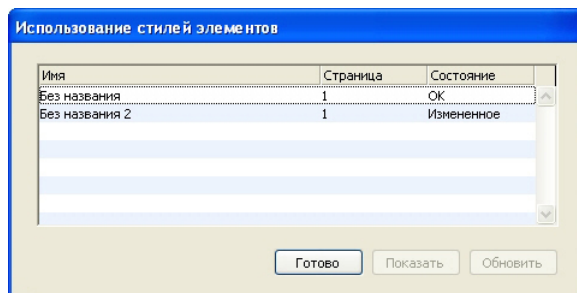 Использование стилей элементов
Имя Страница Состояние
Без названия 1 OK
Без названия 2 1 Измененное
Готово Показать Обновить